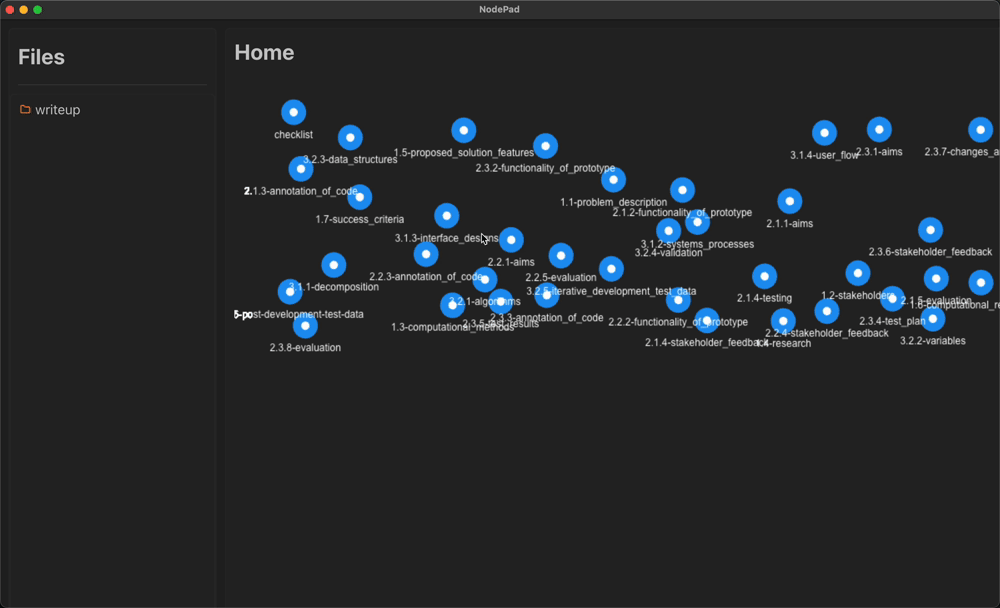 NodePad
Files
Home
writeup
checklist
3.2.3-data_structures
1.5-proposed_solution_features
2.3.2-functionality_of_prototype
3.1.4-user_flow
2.3.1-aims
2.3.7-changes_a
2.1.3-annotation_of_code
1.7-success_criteria
1.1-problem_description
2.1.2-functionality_of_prototype
2.1.1-aims
3.1.3-interface_designs
3.1.2-systems_processes
3.2.4-validation
2.3.6-stakeholder_feedback
2.2.1-aims
2.2.3-annotation_of_code
2.2.5-evaluation
3.1.1-decomposition
3.2.1-algorithms
3.2.5-iterative_development_test_data
2.1.4-testing
1.2-stakeholders
2.1.5-evaluation
1.6-computational_re
post-development-test-data
1.3-computational_methods
2.3.5-test_results
2.3.3-annotation_of_code
2.2.2-functionality_of_prototype
2.3.4-test_plan
2.2.4-stakeholder_feedback
2.1.4-stakeholder_feedback
1.4-research
3.2.2-variables
2.3.8-evaluation